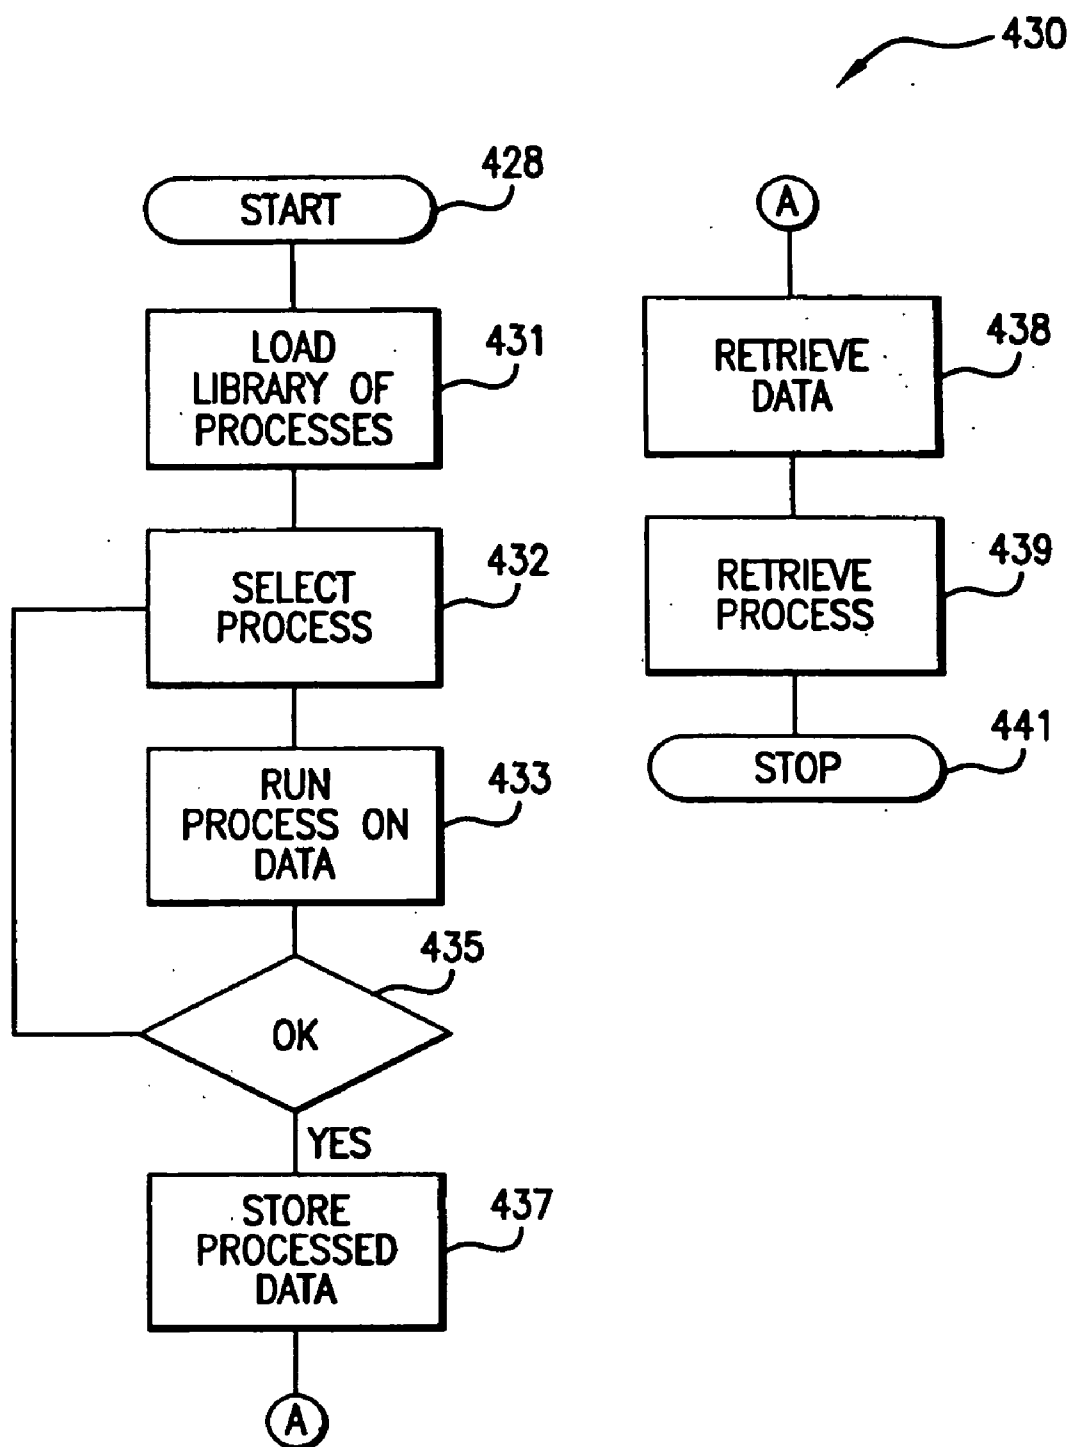 430
428
START
LOAD
LIBRARY OF
PROCESSES
431
SELECT
PROCESS
432
RUN
PROCESS ON
DATA
433
435
OK
YES
STORE
PROCESSED
DATA
437
A
A
RETRIEVE
DATA
438
RETRIEVE
PROCESS
439
STOP
441